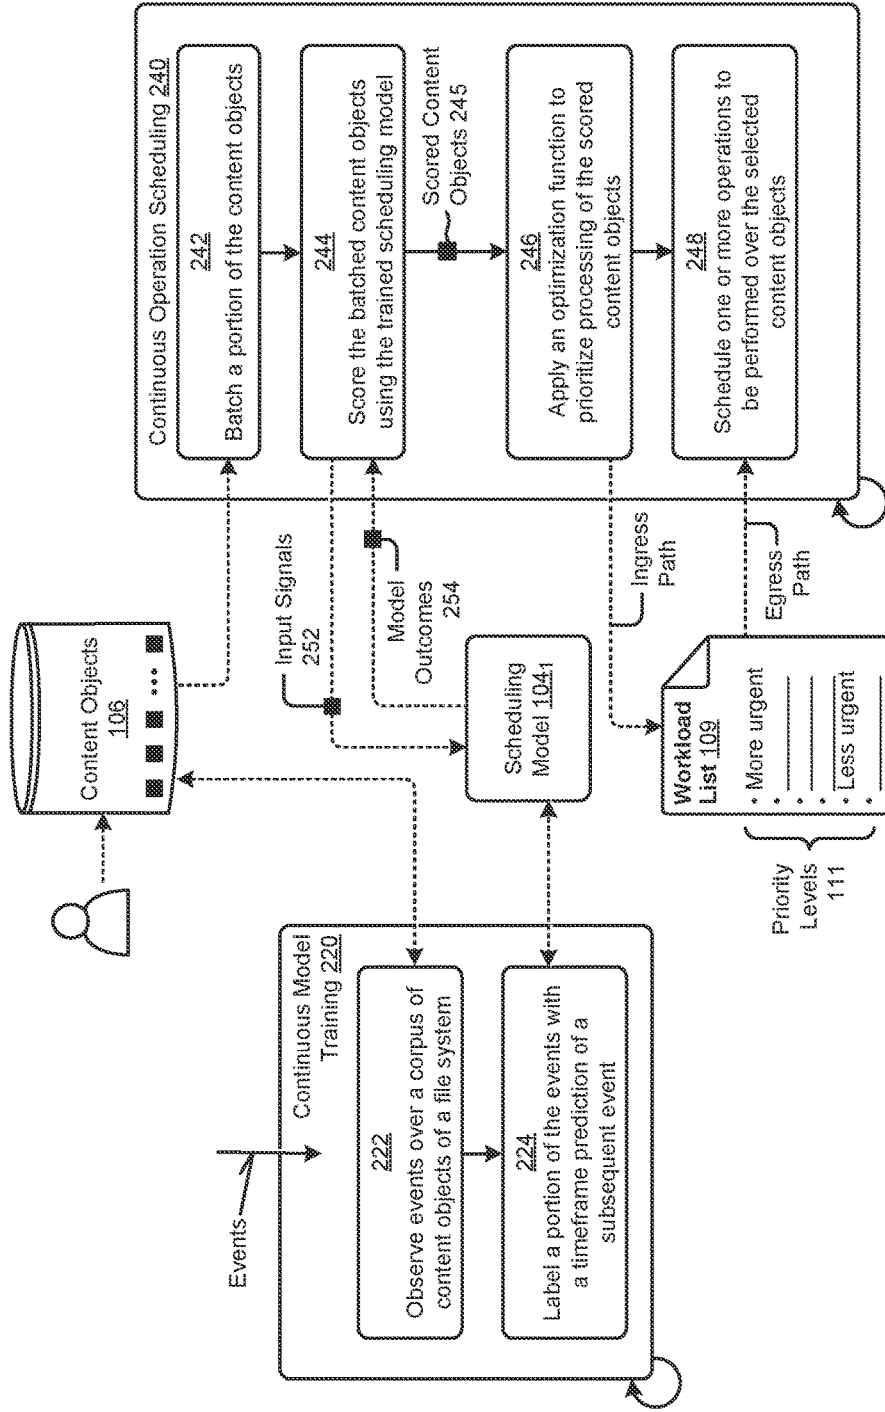 Events
Continuous Model
Training 220
222
Observe events over a corpus of
content objects of a file system
224
Label a portion of the events with
a timeframe prediction of a
subsequent event
Content Objects
106
Input Signals
252
Model
Outcomes
254
Scheduling
Model 104₁
Ingress
Path
Egress
Path
Workload
List 109
• More urgent
•
•
•
• Less urgent
•
Priority
Levels
111
Continuous Operation Scheduling 240
242
Batch a portion of the content objects
244
Score the batched content objects
using the trained scheduling model
Scored Content
Objects 245
246
Apply an optimization function to
prioritize processing of the scored
content objects
248
Schedule one or more operations to
be performed over the selected
content objects